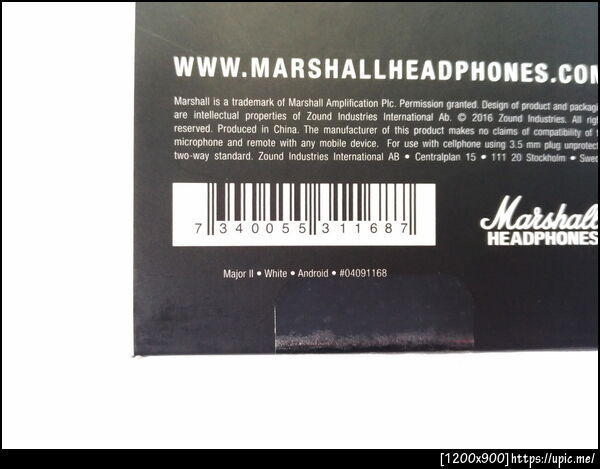 WWW.MARSHALLHEADPHONES.COM
Marshall is a trademark of Marshall Amplification Plc. Permission granted. Design of product and packagi
are intellectual properties of Zound Industries International Ab. © 2016 Zound Industries. All righ
reserved. Produced in China. The manufacturer of this product makes no claims of compatibility of t
microphone and remote with any mobile device. For use with cellphone using 3.5 mm plug unprotect
two-way standard. Zound Industries International AB • Centralplan 15 • 111 20 Stockholm • Swed
7 340055 311687
Marshall
HEADPHONES
Major II • White • Android • #04091168
[1200x900]https://upic.me/